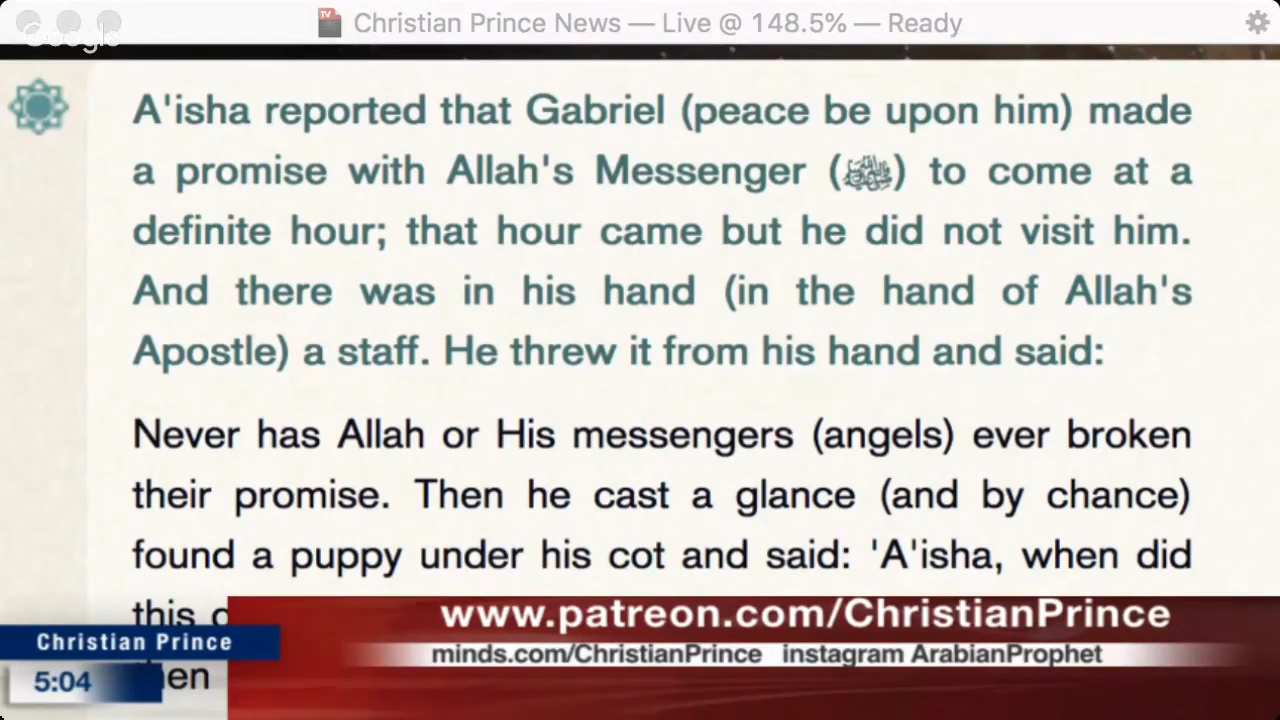 Christian Prince News — Live @ 148.5% — Ready
Google
A'isha reported that Gabriel (peace be upon him) made
a promise with Allah's Messenger (ﷺ) to come at a
definite hour; that hour came but he did not visit him.
And there was in his hand (in the hand of Allah's
Apostle) a staff. He threw it from his hand and said:
Never has Allah or His messengers (angels) ever broken
their promise. Then he cast a glance (and by chance)
found a puppy under his cot and said: 'A'isha, when did
this
www.patreon.com/ChristianPrince
Christian Prince
minds.com/ChristianPrince instagram ArabianProphet
5:04